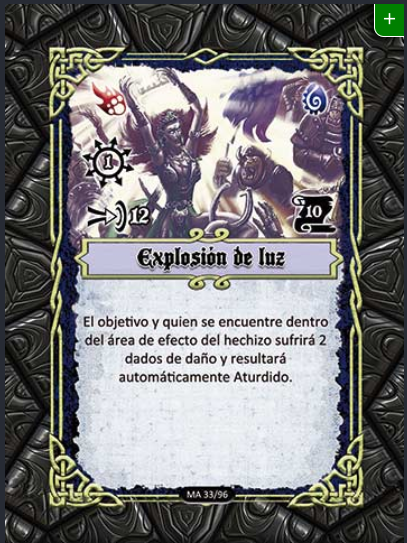 I
12
10
Explosión de luz
El objetivo y quien se encuentre dentro
del área de efecto del hechizo sufrirá 2
dados de daño y resultará
automáticamente Aturdido.
MA 33/96